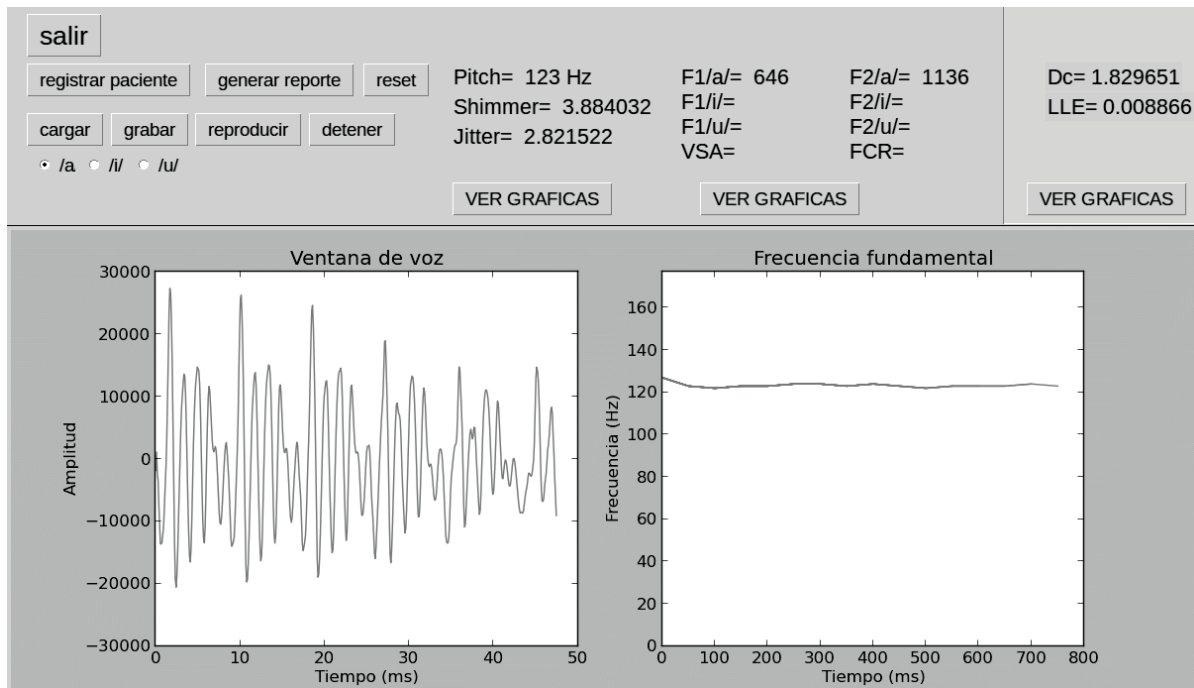 salir
registrar paciente generar reporte reset
cargar grabar reproducir detener
/a /i/ /u/
Pitch= 123 Hz
Shimmer= 3.884032
Jitter= 2.821522
VER GRAFICAS
F1/a/= 646 F2/a/= 1136
F1/i/= F2/i/=
F1/u/= F2/u/=
VSA= FCR=
VER GRAFICAS
Dc= 1.829651
LLE= 0.008866
VER GRAFICAS
Ventana de voz
30000
20000
10000
0
−10000
−20000
−30000
Amplitud
0 10 20 30 40 50
Tiempo (ms)
Frecuencia fundamental
160
140
120
100
80
60
40
20
0
Frecuencia (Hz)
0 100 200 300 400 500 600 700 800
Tiempo (ms)